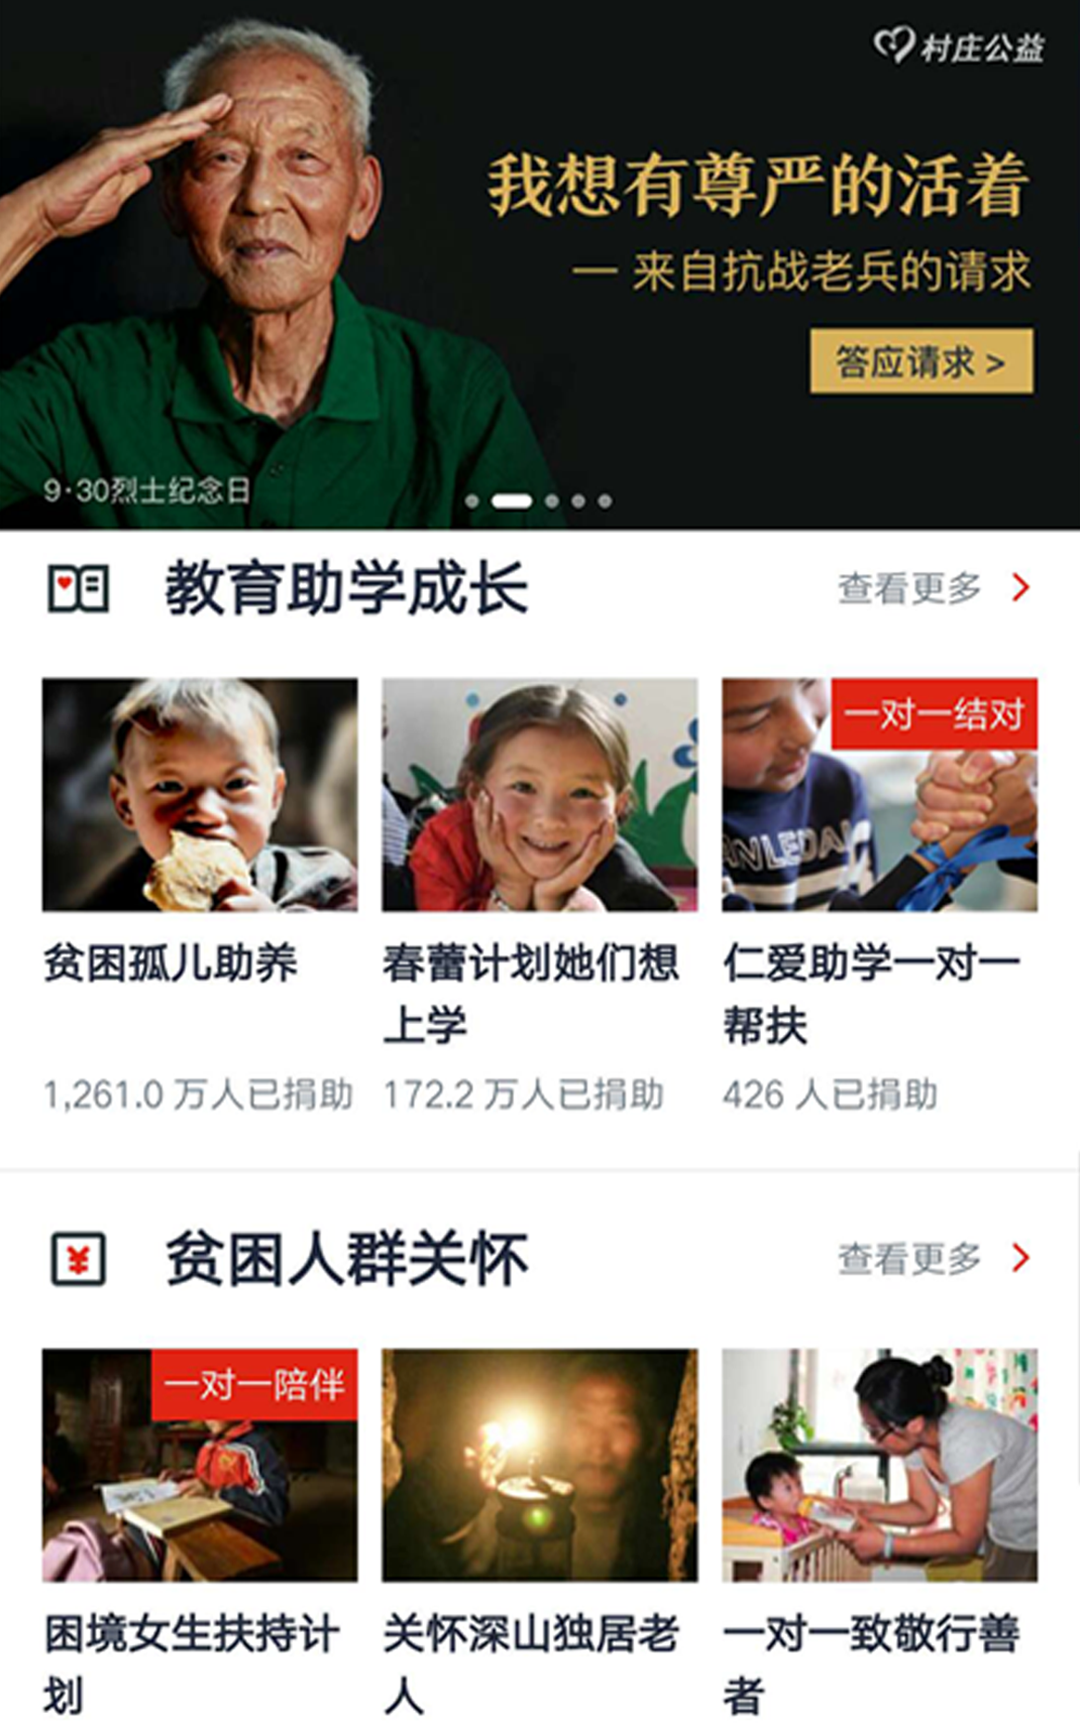 村庄公益
我想有尊严的活着
— 来自抗战老兵的请求
答应请求 >
9·30烈士纪念日
教育助学成长
查看更多
一对一结对
贫困孤儿助养
春蕾计划她们想
上学
仁爱助学一对一
帮扶
1,261.0 万人已捐助
172.2 万人已捐助
426 人已捐助
贫困人群关怀
查看更多
一对一陪伴
困境女生扶持计
划
关怀深山独居老
人
一对一致敬行善
者